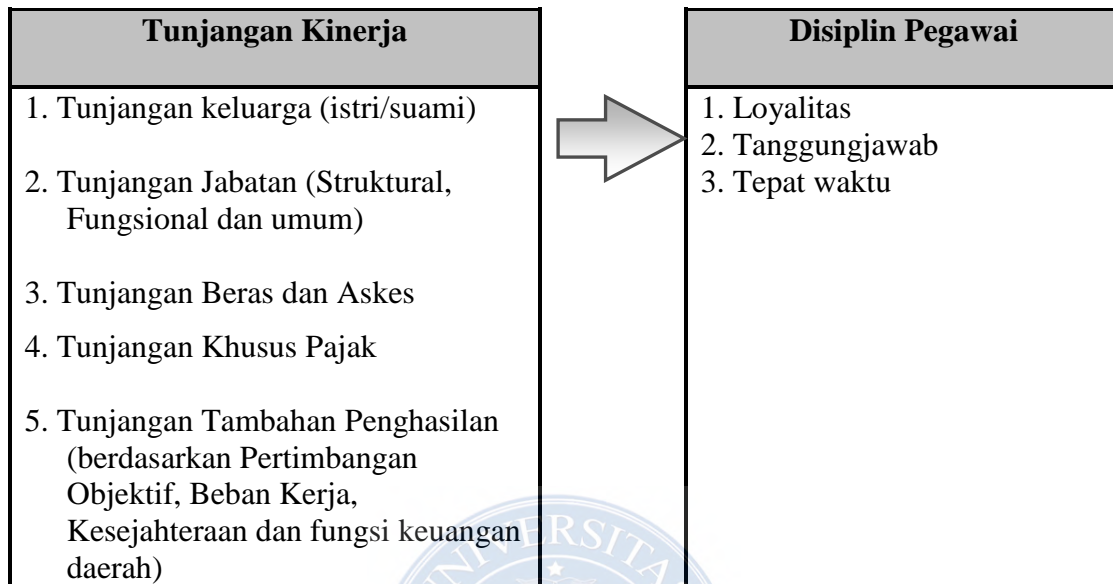 Tunjangan Kinerja
1. Tunjangan keluarga (istri/suami)
2. Tunjangan Jabatan (Struktural,
Fungsional dan umum)
3. Tunjangan Beras dan Askes
4. Tunjangan Khusus Pajak
5. Tunjangan Tambahan Penghasilan
(berdasarkan Pertimbangan
Objektif, Beban Kerja,
Kesejahteraan dan fungsi keuangan
daerah)
Disiplin Pegawai
1. Loyalitas
2. Tanggungjawab
3. Tepat waktu